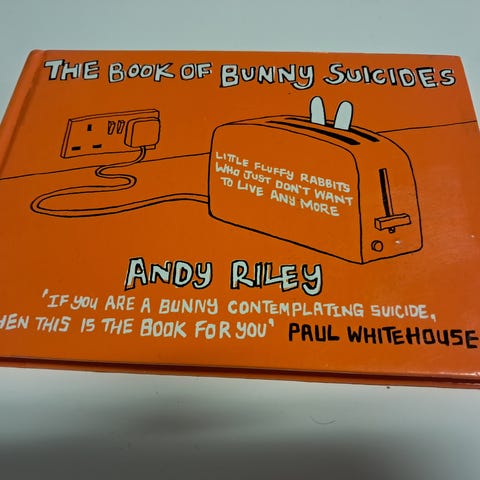 THE BOOK OF BUNNY SUICIDES
LITTLE FLUFFY RABBITS
WHO JUST DON'T WANT
TO LIVE ANY MORE
ANDY RILEY
'IF YOU ARE A BUNNY CONTEMPLATING SUICIDE,
HEN THIS IS THE BOOK FOR YOU' PAUL WHITEHOUSE